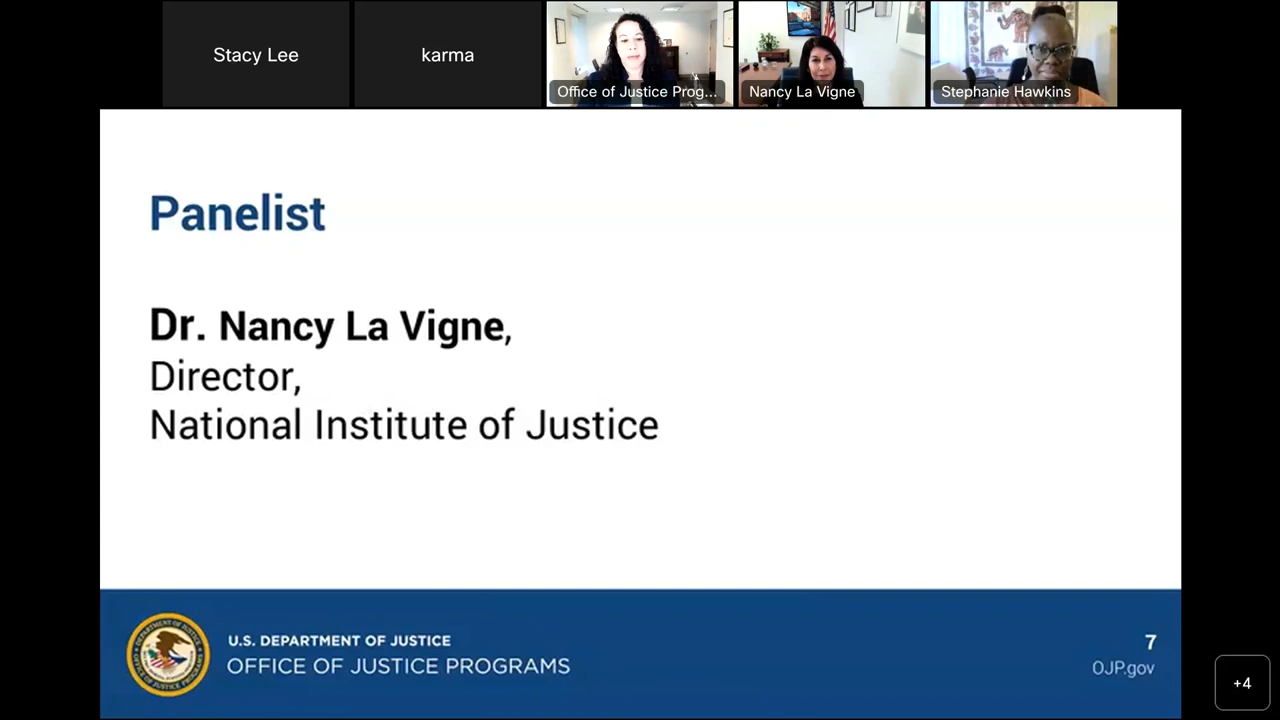 Stacy Lee
karma
Office of Justice Prog...
Nancy La Vigne
Stephanie Hawkins
Panelist
Dr. Nancy La Vigne,
Director,
National Institute of Justice
U.S. DEPARTMENT OF JUSTICE
OFFICE OF JUSTICE PROGRAMS
7
OJP.gov
+4